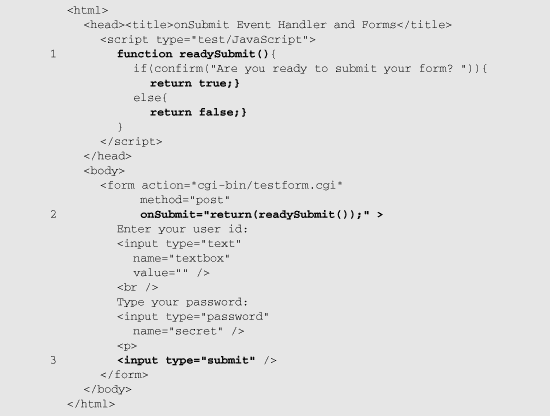 <html>
<head><title>onSubmit Event Handler and Forms</title>
<script type="test/JavaScript">
1 function readySubmit(){
if(confirm("Are you ready to submit your form? ")){
return true;}
else{
return false;}
}
</script>
</head>
<body>
<form action="cgi-bin/testform.cgi"
method="post"
2 onSubmit="return(readySubmit());" >
Enter your user id:
<input type="text"
name="textbox"
value="" />
<br />
Type your password:
<input type="password"
name="secret" />
<p>
3 <input type="submit" />
</form>
</body>
</html>